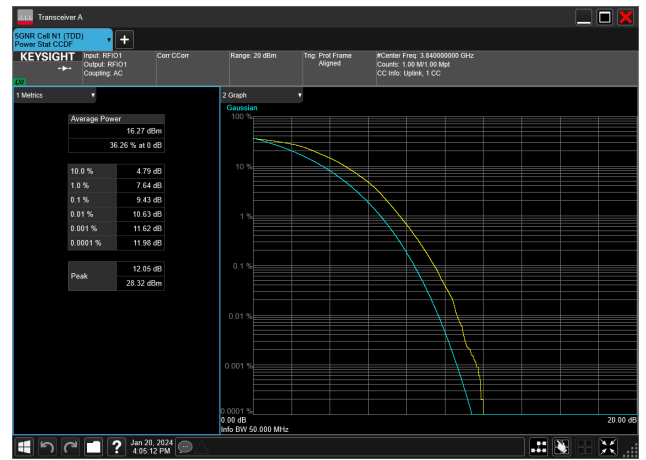 Transceiver A
5GNR Cell N1 (TDD)
Power Stat CCDF
KEYSIGHT
Input: RFIO1
Output: RFIO1
Coupling: AC
Corr CCorr
Range: 20 dBm
Trig: Prot Frame
Aligned
#Center Freq: 3.840000000 GHz
Counts: 1.00 M/1.00 Mpt
CC Info: Uplink, 1 CC
1 Metrics
Average Power
16.27 dBm
36.26 % at 0 dB
10.0 % 4.79 dB
1.0 % 7.64 dB
0.1 % 9.43 dB
0.01 % 10.63 dB
0.001 % 11.62 dB
0.0001 % 11.98 dB
Peak
12.05 dB
28.32 dBm
2 Graph
Gaussian
100 %
10 %
1 %
0.1 %
0.01 %
0.001 %
0.0001 %
0.00 dB
20.00 dB
Info BW 50.000 MHz
?
Jan 20, 2024
4:05:12 PM